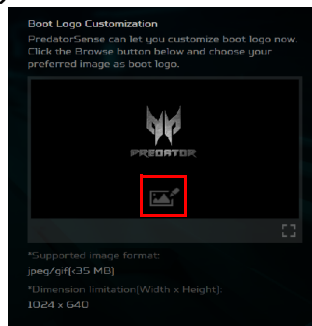 Boot Logo Customization
PredatorSense can let you customize boot logo now.
Click the Browse button below and choose your
preferred image as boot logo.
PREDATOR
*Supported image format:
jpeg/gif(<35 MB)
*Dimension limitation(Width x Height):
1024 x 640